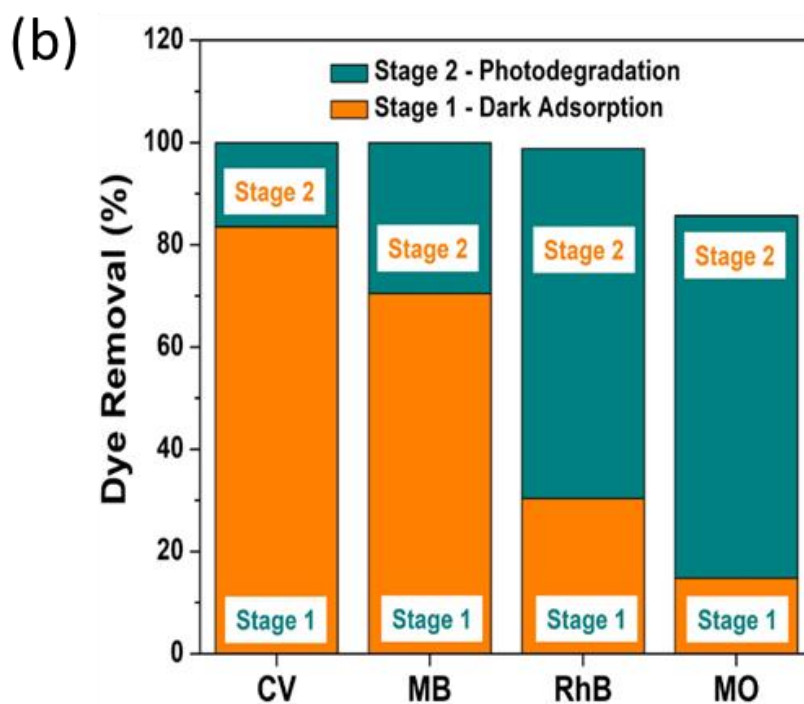 (b)
120
Stage 2 - Photodegradation
Stage 1 - Dark Adsorption
100
80
60
40
20
0
Dye Removal (%)
Stage 2
Stage 2
Stage 2
Stage 2
Stage 1
Stage 1
Stage 1
Stage 1
CV
MB
RhB
MO